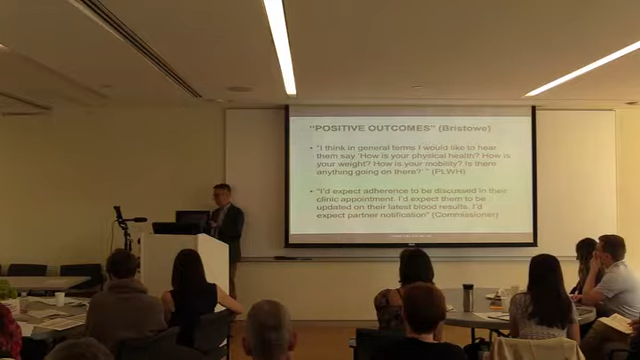 "POSITIVE OUTCOMES" (Bristowe)
• "I think in general terms I would like to hear
them say 'How is your physical health? How is
your weight? How is your mobility? Is there
anything going on there?' " (PLWH)
• "I'd expect adherence to be discussed in their
clinic appointment. I'd expect them to be
updated on their latest blood results. I'd
expect partner notification" (Commissioner)